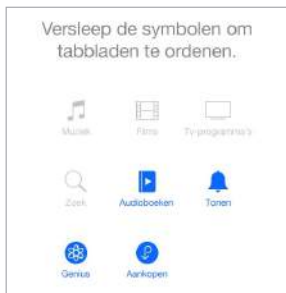 Versleep de symbolen om
tabbladen te ordenen.
Muziek Films Tv-programma's
Zoek Audioboeken Tonen
Genius Aankopen